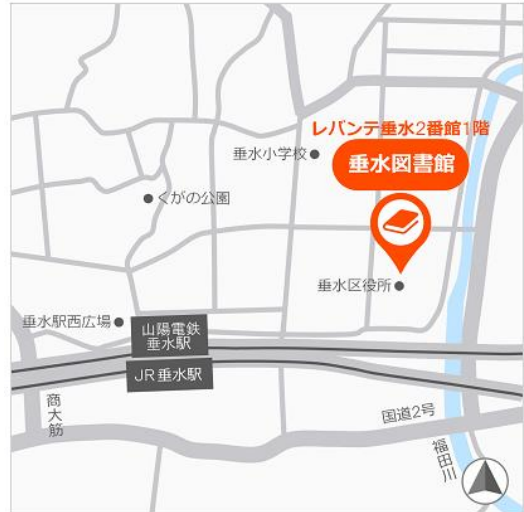 レバンテ垂水2番館1階
垂水図書館
垂水小学校
くがの公園
垂水区役所
垂水駅西広場
山陽電鉄
垂水駅
JR垂水駅
商大筋
国道2号
福田川